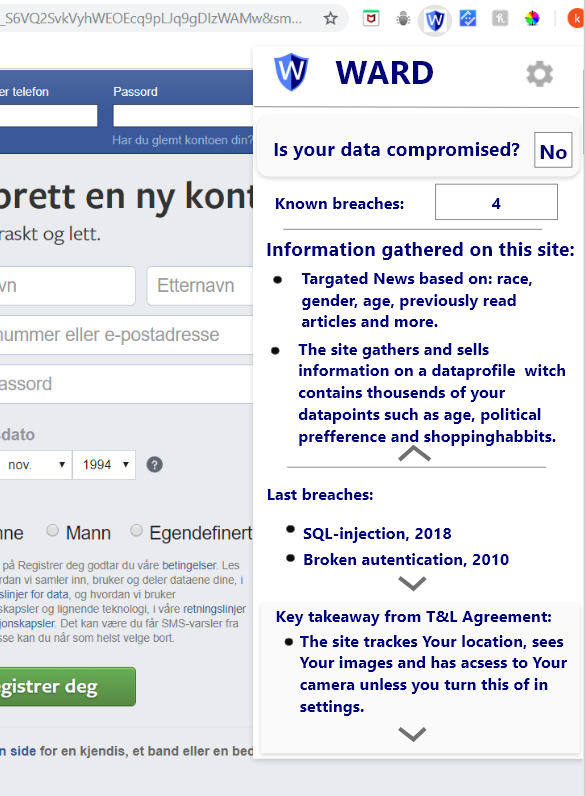 _S6VQ2SvkVyhWEOEcq9pLJq9gDIzWAMw&sm...
W
k
W WARD
er telefon
Passord
Har du glemt kontoen din?
Is your data compromised? No
prett en ny kont
raskt og lett.
Known breaches: 4
Information gathered on this site:
vn
Etternavn
Targated News based on: race,
gender, age, previously read
articles and more.
nummer eller e-postadresse
assord
The site gathers and sells
information on a dataprofile witch
contains thousands of your
datapoints such as age, political
prefference and shoppinghabbits.
sdato
nov. 1994 ?
Last breaches:
SQL-injection, 2018
Broken autentication, 2010
nne Mann Egendefinert
på Registrer deg godtar du våre betingelser. Les
rdan vi samler inn, bruker og deler dataene dine, i
slinjer for data, og hvordan vi bruker
skapsler og lignende teknologi, i våre retningslinjer
jonskapsler. Det kan være du får SMS-varsler fra
sse kan du når som helst velge bort.
Key takeaway from T&L Agreement:
The site trackes Your location, sees
Your images and has acsess to Your
camera unless you turn this of in
settings.
gistrer deg
n side for en kjendis, et band eller en bed